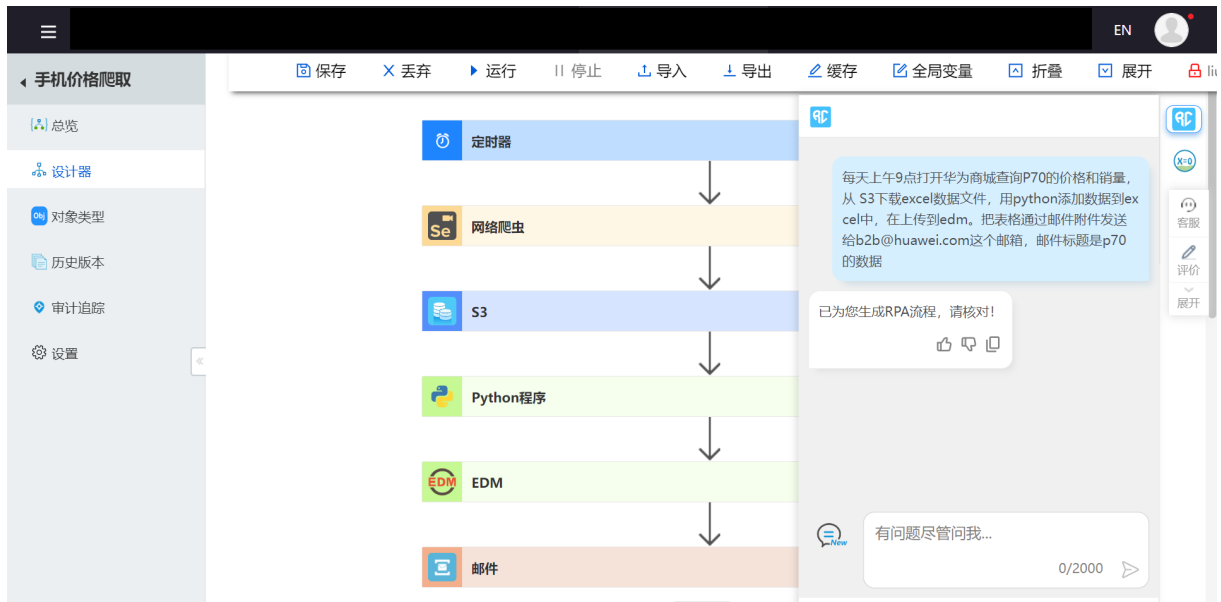 EN
手机价格爬取
总览
设计器
Obj 对象类型
历史版本
审计追踪
设置
保存 丢弃 运行 停止 导入 导出 缓存 全局变量 折叠 展开
定时器
Se 网络爬虫
S3
Python程序
EDM EDM
邮件
每天上午9点打开华为商城查询P70的价格和销量，
从 S3下载excel数据文件，用python添加数据到ex
cel中，在上传到edm。把表格通过邮件附件发送
给b2b@huawei.com这个邮箱，邮件标题是p70
的数据
已为您生成RPA流程，请核对！
New
有问题尽管问我...
0/2000
X=0
客服
评价
展开